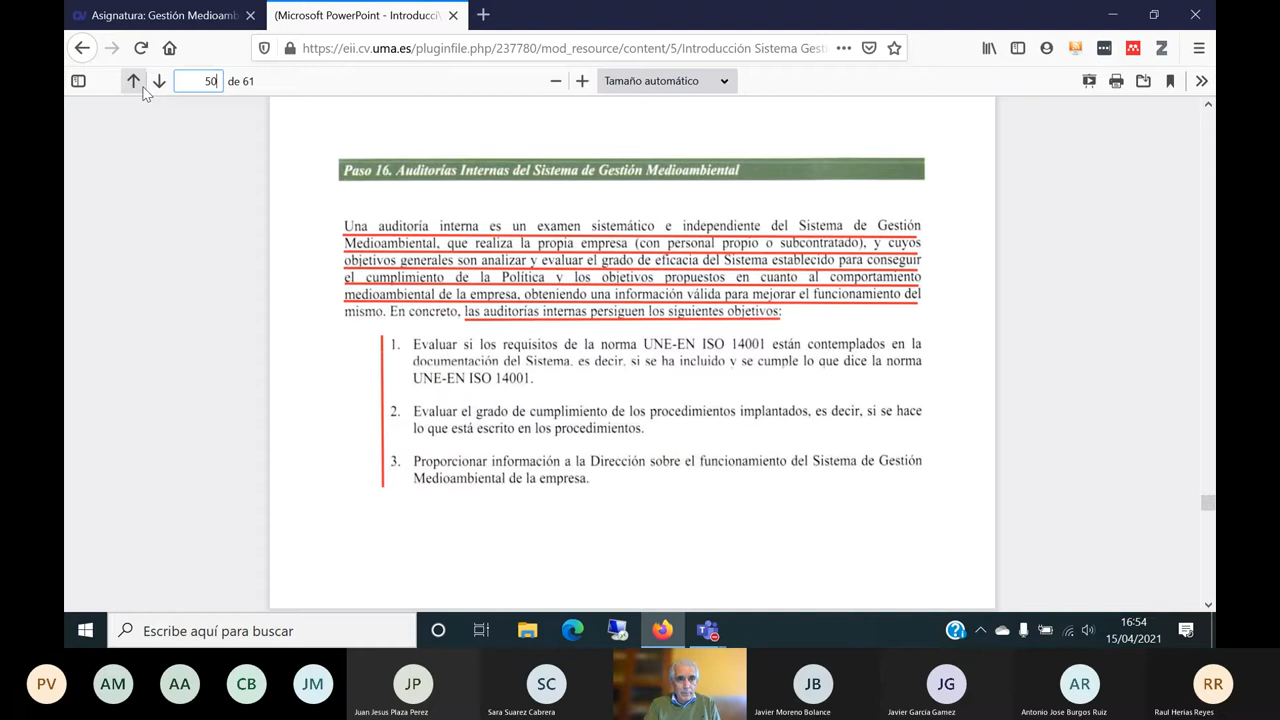 Asignatura: Gestión Medioamb
(Microsoft PowerPoint - Introducci
https://eii.cv.uma.es/pluginfile.php/237780/mod_resource/content/5/Introducción Sistema Gest
50 de 61
Tamaño automático
Paso 16. Auditorías Internas del Sistema de Gestión Medioambiental
Una auditoría interna es un examen sistemático e independiente del Sistema de Gestión
Medioambiental, que realiza la propia empresa (con personal propio o subcontratado), y cuyos
objetivos generales son analizar y evaluar el grado de eficacia del Sistema establecido para conseguir
el cumplimiento de la Política y los objetivos propuestos en cuanto al comportamiento
medioambiental de la empresa, obteniendo una información válida para mejorar el funcionamiento del
mismo. En concreto, las auditorías internas persiguen los siguientes objetivos:
1. Evaluar si los requisitos de la norma UNE-EN ISO 14001 están contemplados en la
documentación del Sistema, es decir, si se ha incluido y se cumple lo que dice la norma
UNE-EN ISO 14001.
2. Evaluar el grado de cumplimiento de los procedimientos implantados, es decir, si se hace
lo que está escrito en los procedimientos.
3. Proporcionar información a la Dirección sobre el funcionamiento del Sistema de Gestión
Medioambiental de la empresa.
Escribe aquí para buscar
16:54
15/04/2021
PV AM AA CB JM JP SC JB JG AR RR
Juan Jesus Plaza Perez
Sara Suarez Cabrera
Javier Moreno Bolance
Javier Garcia Gamez
Antonio Jose Burgos Ruiz
Raul Herias Reyes